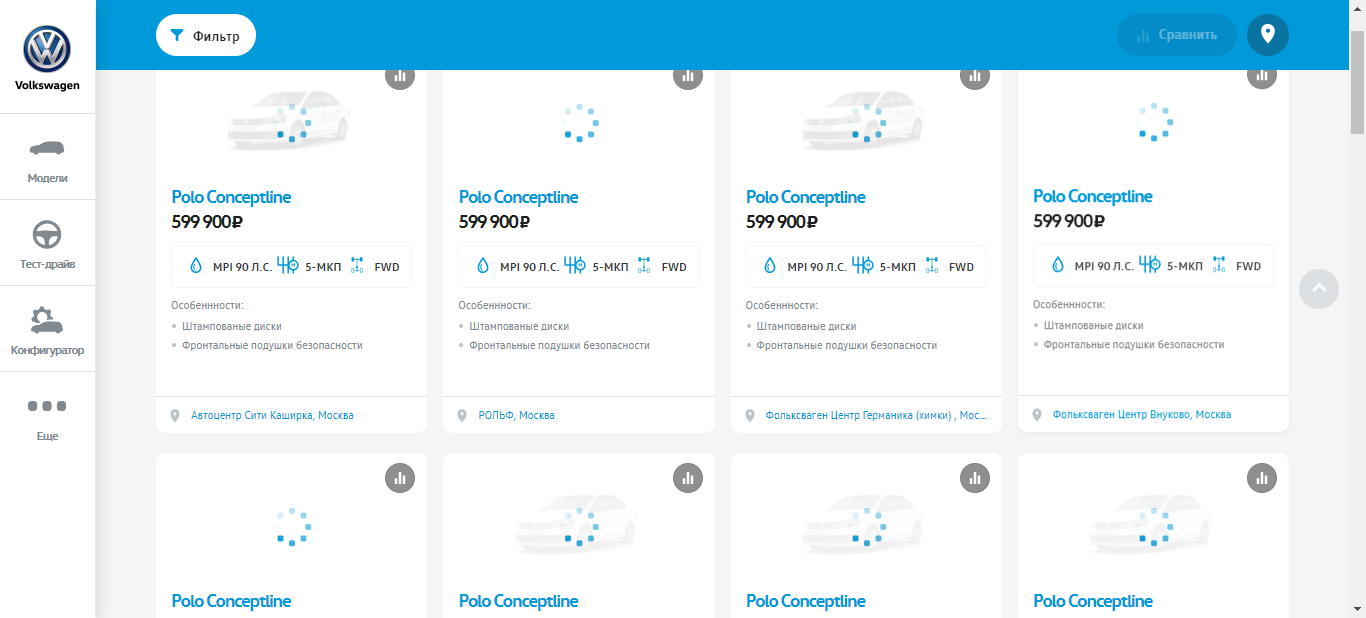 Volkswagen
Модели
Тест-драйв
Конфигуратор
Еще
Фильтр
Сравнить
Polo Conceptline
599 900₽
MPI 90 Л.С. 5-МКП FWD
Особеннности:
Штампованые диски
Фронтальные подушки безопасности
Автоцентр Сити Каширка, Москва
Polo Conceptline
599 900₽
MPI 90 Л.С. 5-МКП FWD
Особеннности:
Штампованые диски
Фронтальные подушки безопасности
РОЛЬФ, Москва
Polo Conceptline
599 900₽
MPI 90 Л.С. 5-МКП FWD
Особеннности:
Штампованые диски
Фронтальные подушки безопасности
Фольксваген Центр Германика (химки) , Мос...
Polo Conceptline
599 900₽
MPI 90 Л.С. 5-МКП FWD
Особеннности:
Штампованые диски
Фронтальные подушки безопасности
Фольксваген Центр Внуково, Москва
Polo Conceptline
Polo Conceptline
Polo Conceptline
Polo Conceptline